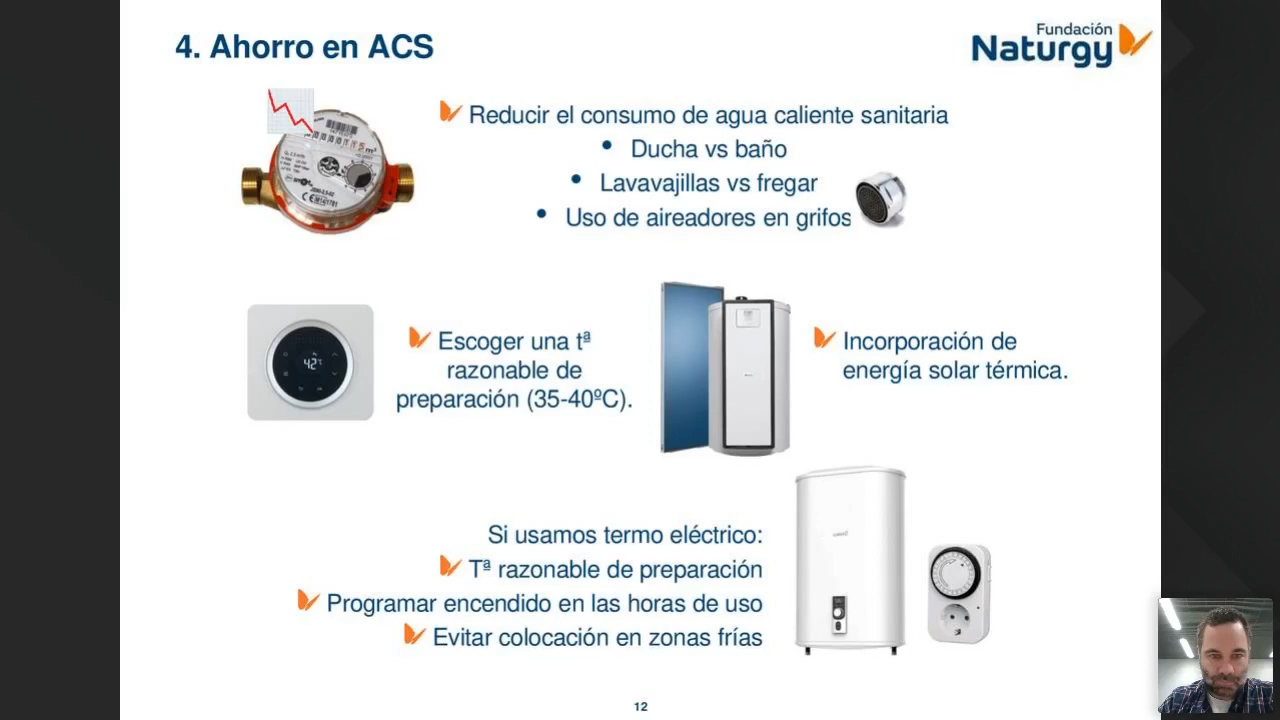 4. Ahorro en ACS
Fundación
Naturgy
Reducir el consumo de agua caliente sanitaria
• Ducha vs baño
• Lavavajillas vs fregar
• Uso de aireadores en grifos
m³
Escoger una tª
razonable de
preparación (35-40ºC).
42
Incorporación de
energía solar térmica.
Si usamos termo eléctrico:
Tª razonable de preparación
Programar encendido en las horas de uso
Evitar colocación en zonas frías
12